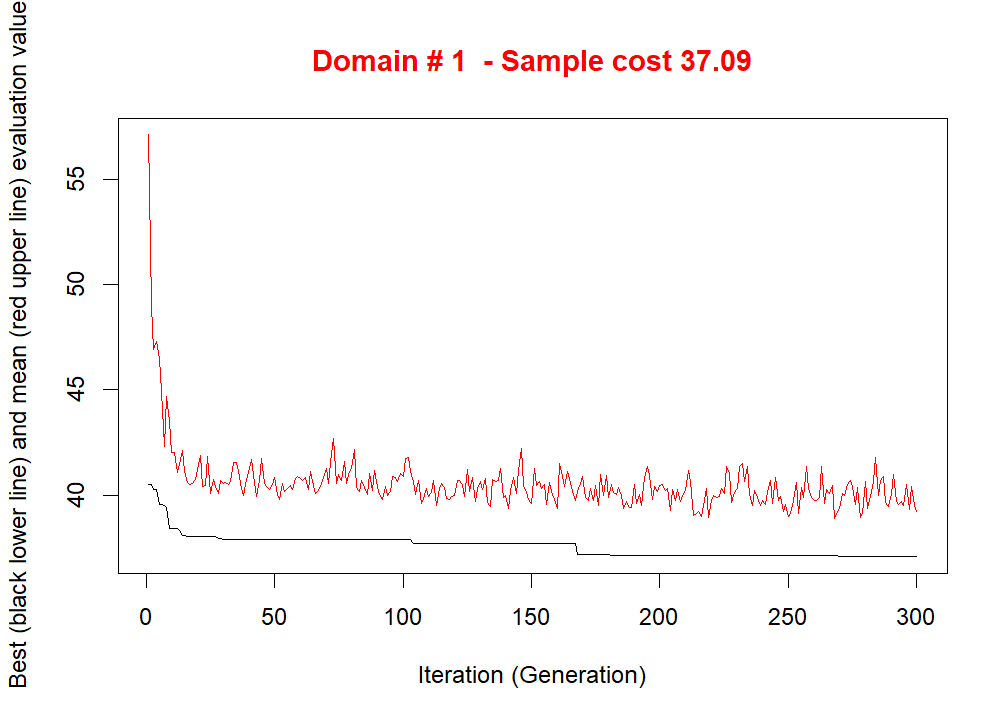 Domain # 1  - Sample cost 37.09
Best (black lower line) and mean (red upper line) evaluation value
55
50
45
40
0 50 100 150 200 250 300
Iteration (Generation)